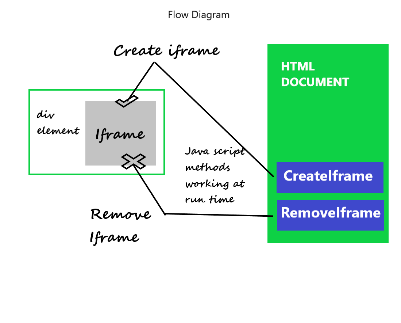 Flow Diagram
Create iframe
HTML
DOCUMENT
div
element
Iframe
Java script
methods
working at
run time
CreateIframe
RemoveIframe
Remove
Iframe